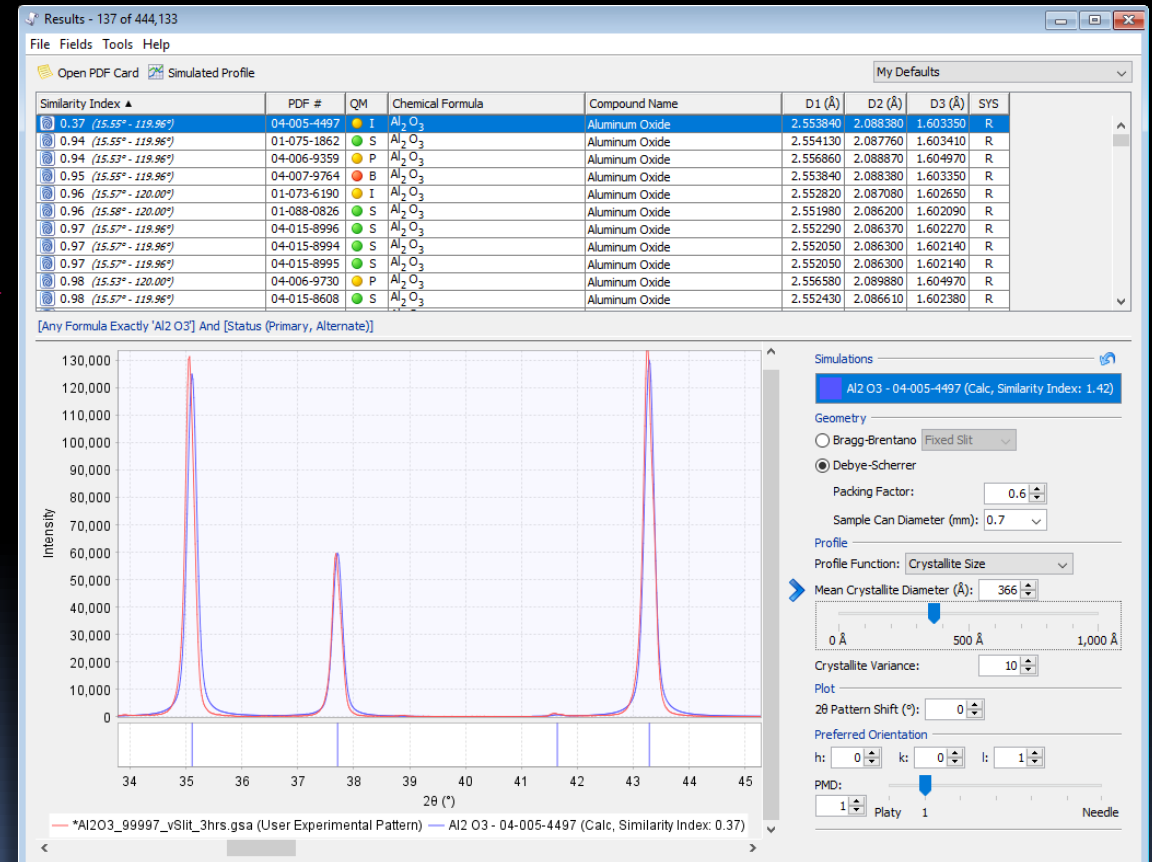 Results - 137 of 444,133
File Fields Tools Help
Open PDF Card Simulated Profile My Defaults
Similarity Index ▲ PDF # QM Chemical Formula Compound Name D1 (Å) D2 (Å) D3 (Å) SYS
0.37 (15.55° - 119.96°) 04-005-4497 I Al2 O3 Aluminum Oxide 2.553840 2.088380 1.603350 R
0.94 (15.55° - 119.96°) 01-075-1862 S Al2 O3 Aluminum Oxide 2.554130 2.087760 1.603410 R
0.94 (15.53° - 119.96°) 04-006-9359 P Al2 O3 Aluminum Oxide 2.556860 2.088870 1.604970 R
0.95 (15.55° - 119.96°) 04-007-9764 B Al2 O3 Aluminum Oxide 2.553840 2.088380 1.603350 R
0.96 (15.57° - 120.00°) 01-073-6190 I Al2 O3 Aluminum Oxide 2.552820 2.087080 1.602650 R
0.96 (15.58° - 120.00°) 01-088-0826 S Al2 O3 Aluminum Oxide 2.551980 2.086200 1.602090 R
0.97 (15.57° - 119.96°) 04-015-8996 S Al2 O3 Aluminum Oxide 2.552290 2.086370 1.602270 R
0.97 (15.57° - 119.96°) 04-015-8994 S Al2 O3 Aluminum Oxide 2.552050 2.086300 1.602140 R
0.97 (15.57° - 119.96°) 04-015-8995 S Al2 O3 Aluminum Oxide 2.552050 2.086300 1.602140 R
0.98 (15.53° - 120.00°) 04-006-9730 P Al2 O3 Aluminum Oxide 2.556580 2.089880 1.604970 R
0.98 (15.57° - 119.96°) 04-015-8608 S Al2 O3 Aluminum Oxide 2.552430 2.086610 1.602380 R
[Any Formula Exactly 'Al2 O3'] And [Status (Primary, Alternate)]
130,000
120,000
110,000
100,000
90,000
80,000
70,000
60,000
50,000
40,000
30,000
20,000
10,000
0
Intensity
34 35 36 37 38 39 40 41 42 43 44 45
2θ (°)
*Al2O3_99997_vSlit_3hrs.gsa (User Experimental Pattern) Al2 O3 - 04-005-4497 (Calc, Similarity Index: 0.37)
Simulations
Al2 O3 - 04-005-4497 (Calc, Similarity Index: 1.42)
Geometry
Bragg-Brentano Fixed Slit
Debye-Scherrer
Packing Factor: 0.6
Sample Can Diameter (mm): 0.7
Profile
Profile Function: Crystallite Size
Mean Crystallite Diameter (Å): 366
0 Å 500 Å 1,000 Å
Crystallite Variance: 10
Plot
2θ Pattern Shift (°): 0
Preferred Orientation
h: 0 k: 0 l: 1
PMD:
1 Platy 1 Needle